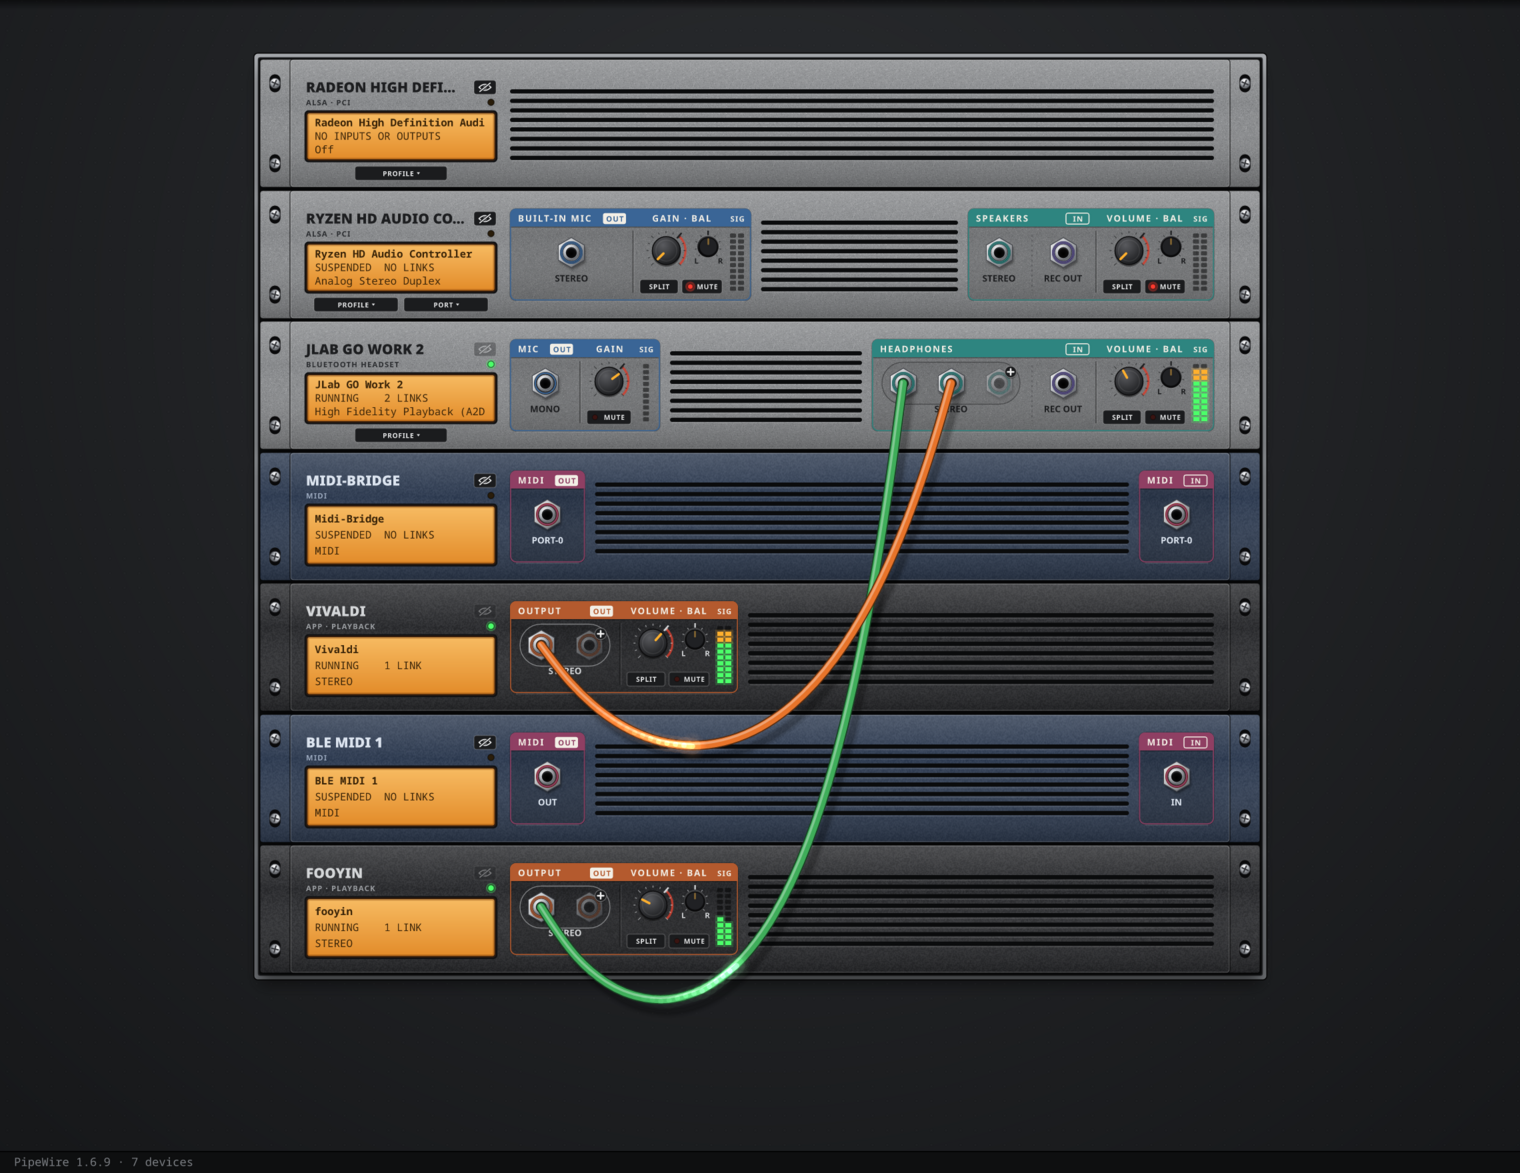 RADEON HIGH DEFI...
ALSA · PCI
Radeon High Definition Audi
NO INPUTS OR OUTPUTS
Off
PROFILE
RYZEN HD AUDIO CO...
ALSA · PCI
Ryzen HD Audio Controller
SUSPENDED NO LINKS
Analog Stereo Duplex
PROFILE PORT
BUILT-IN MIC OUT GAIN · BAL SIG
L R
STEREO
SPLIT MUTE
SPEAKERS IN VOLUME · BAL SIG
L R
STEREO REC OUT
SPLIT MUTE
JLAB GO WORK 2
BLUETOOTH HEADSET
JLab GO Work 2
RUNNING 2 LINKS
High Fidelity Playback (A2D
PROFILE
MIC OUT GAIN SIG
MONO
MUTE
HEADPHONES IN VOLUME · BAL SIG
+
L R
REC OUT
SPLIT MUTE
MIDI-BRIDGE
MIDI
Midi-Bridge
SUSPENDED NO LINKS
MIDI
MIDI OUT
PORT-0
MIDI IN
PORT-0
VIVALDI
APP · PLAYBACK
Vivaldi
RUNNING 1 LINK
STEREO
OUTPUT OUT VOLUME · BAL SIG
+
L R
STEREO
SPLIT MUTE
BLE MIDI 1
MIDI
BLE MIDI 1
SUSPENDED NO LINKS
MIDI
MIDI OUT
OUT
MIDI IN
IN
FOOYIN
APP · PLAYBACK
fooyin
RUNNING 1 LINK
STEREO
OUTPUT OUT VOLUME · BAL SIG
+
L R
STEREO
SPLIT MUTE
PipeWire 1.6.9 · 7 devices